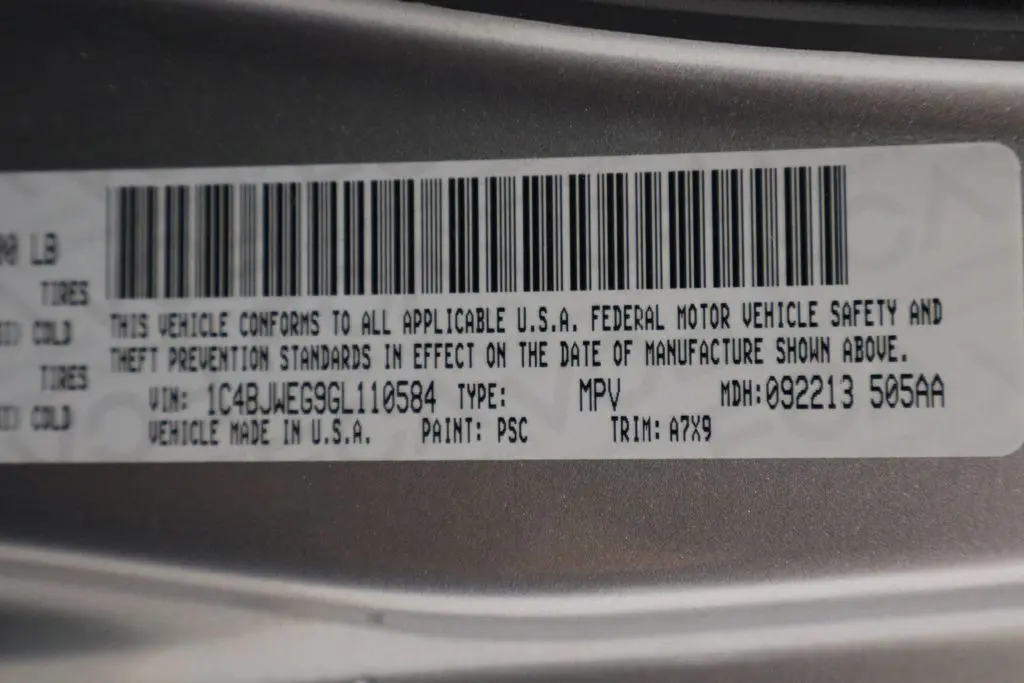 LB
TIRES
COLD
TIRES
COLD
THIS VEHICLE CONFORMS TO ALL APPLICABLE U.S.A. FEDERAL MOTOR VEHICLE SAFETY AND
THEFT PREVENTION STANDARDS IN EFFECT ON THE DATE OF MANUFACTURE SHOWN ABOVE.
VIN: 1C4BJWEG9GL110584 TYPE: MPV MDH:092213 505AA
VEHICLE MADE IN U.S.A. PAINT: PSC TRIM: A7X9